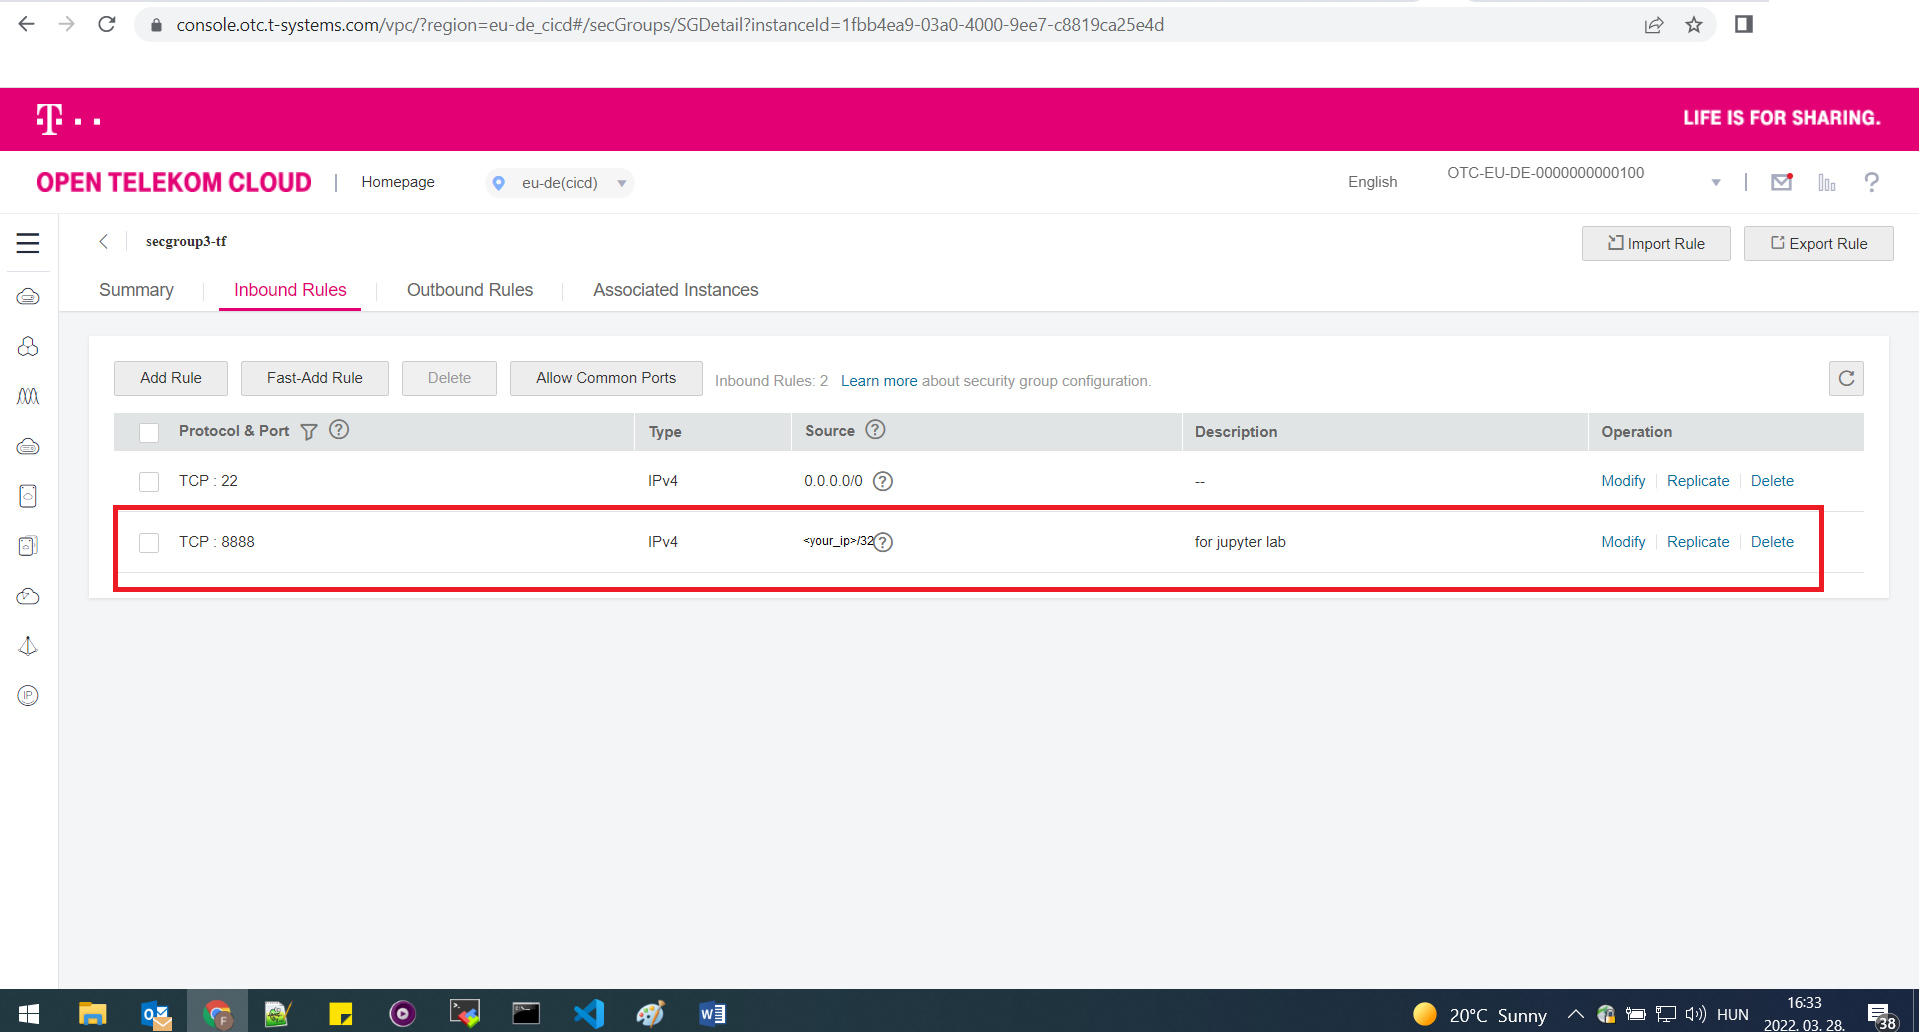 console.otc.t-systems.com/vpc/?region=eu-de_cicd#/secGroups/SGDetail?instanceId=1fbb4ea9-03a0-4000-9ee7-c8819ca25e4d
T
LIFE IS FOR SHARING.
OPEN TELEKOM CLOUD | Homepage eu-de(cicd) English OTC-EU-DE-0000000000100
secgroup3-tf
Import Rule Export Rule
Summary Inbound Rules Outbound Rules Associated Instances
Add Rule Fast-Add Rule Delete Allow Common Ports Inbound Rules: 2 Learn more about security group configuration.
Protocol & Port Type Source Description Operation
TCP : 22 IPv4 0.0.0.0/0 -- Modify Replicate Delete
TCP : 8888 IPv4 <your_ip>/32 for jupyter lab Modify Replicate Delete
IP
20°C Sunny HUN 16:33
2022. 03. 28. 38